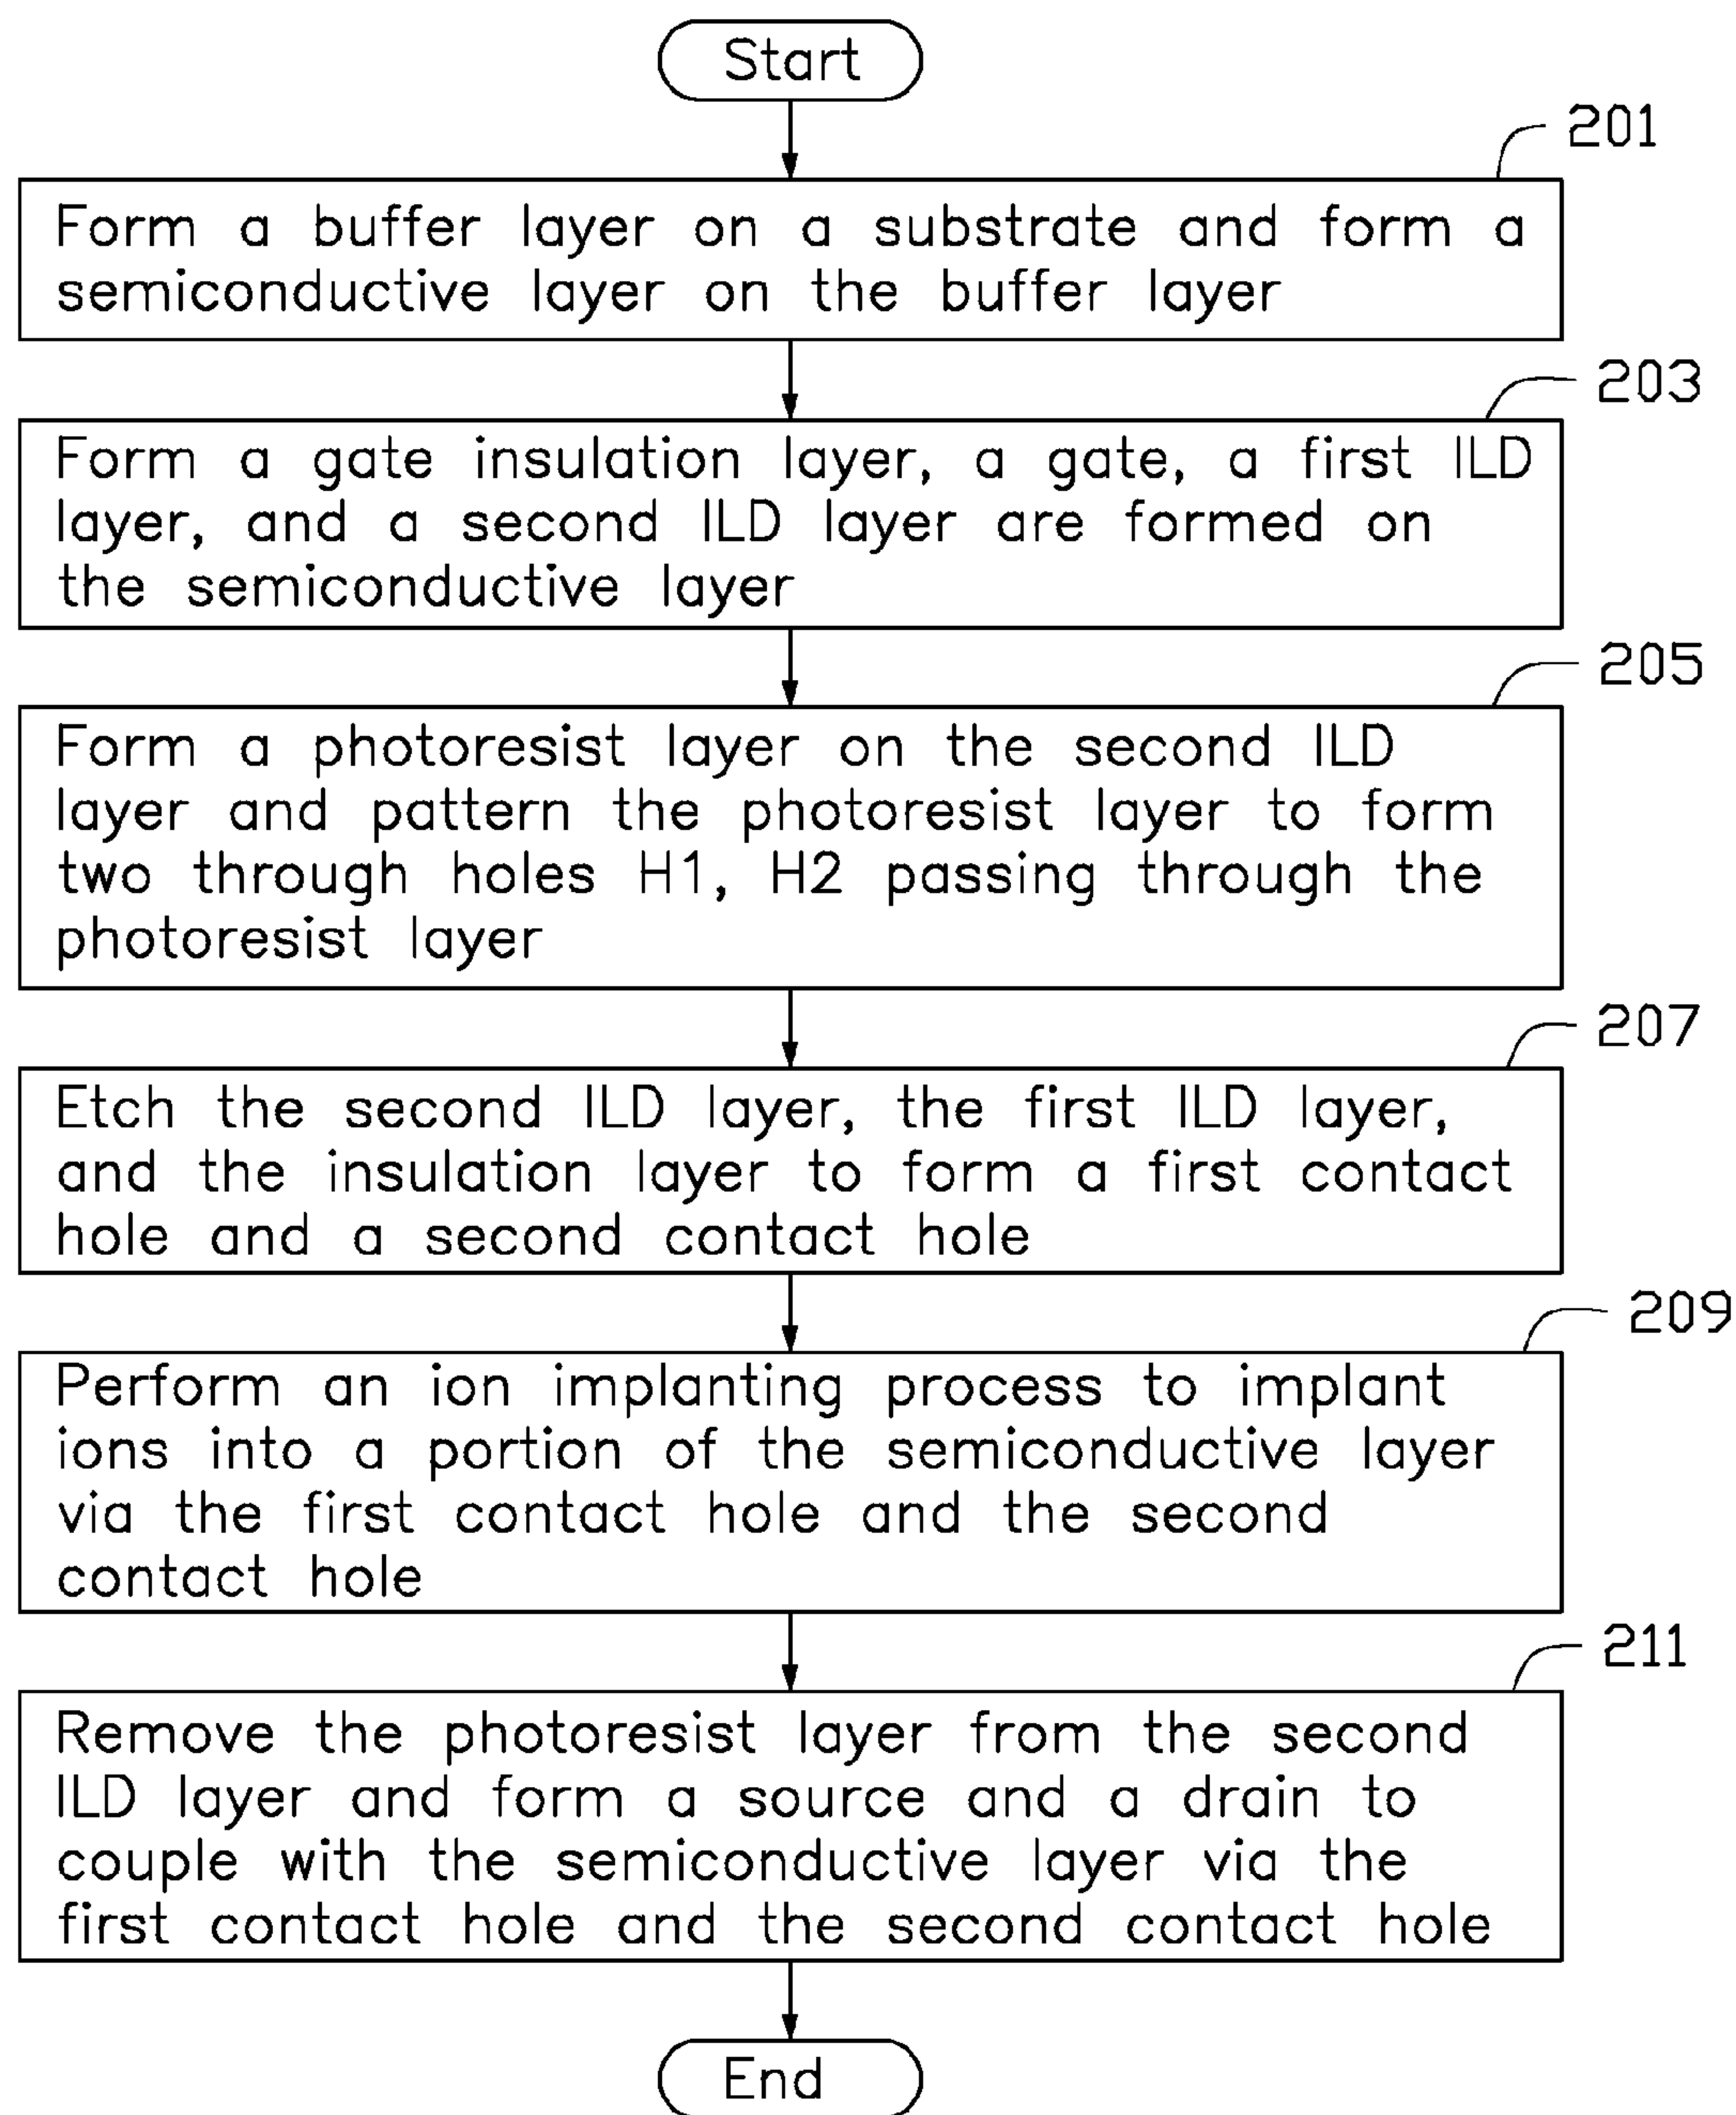 Start
201
Form a buffer layer on a substrate and form a
semiconductive layer on the buffer layer
203
Form a gate insulation layer, a gate, a first ILD
layer, and a second ILD layer are formed on
the semiconductive layer
205
Form a photoresist layer on the second ILD
layer and pattern the photoresist layer to form
two through holes H1, H2 passing through the
photoresist layer
207
Etch the second ILD layer, the first ILD layer,
and the insulation layer to form a first contact
hole and a second contact hole
209
Perform an ion implanting process to implant
ions into a portion of the semiconductive layer
via the first contact hole and the second
contact hole
211
Remove the photoresist layer from the second
ILD layer and form a source and a drain to
couple with the semiconductive layer via the
first contact hole and the second contact hole
End